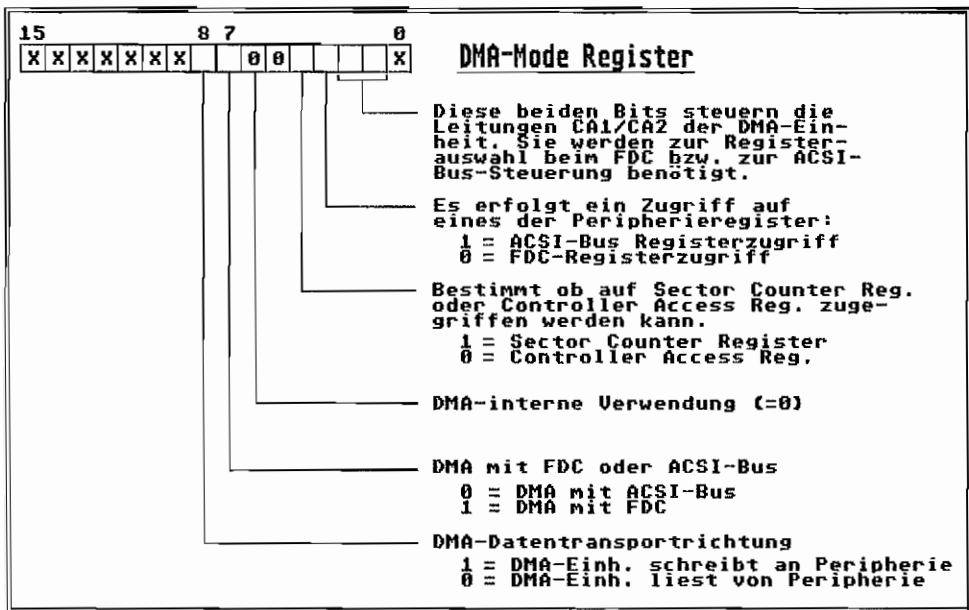 15 8 7 0
X X X X X X X 0 0 X
DMA-Mode Register
Diese beiden Bits steuern die
Leitungen CA1/CA2 der DMA-Ein-
heit. Sie werden zur Register-
auswahl beim FDC bzw. zur ACSI-
Bus-Steuerung benötigt.
Es erfolgt ein Zugriff auf
eines der Peripherieregister:
1 = ACSI-Bus Registerzugriff
0 = FDC-Registerzugriff
Bestimmt ob auf Sector Counter Reg.
oder Controller Access Reg. zuge-
griffen werden kann.
1 = Sector Counter Register
0 = Controller Access Reg.
DMA-interne Verwendung (=0)
DMA mit FDC oder ACSI-Bus
0 = DMA mit ACSI-Bus
1 = DMA mit FDC
DMA-Datentransportrichtung
1 = DMA-Einh. schreibt an Peripherie
0 = DMA-Einh. liest von Peripherie